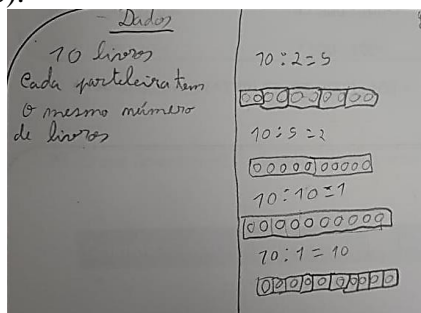 Dados
10 livros
Cada parteleira tem
o mesmo número
de livros
10:2=5
10:5=2
10:10=1
10:1=10